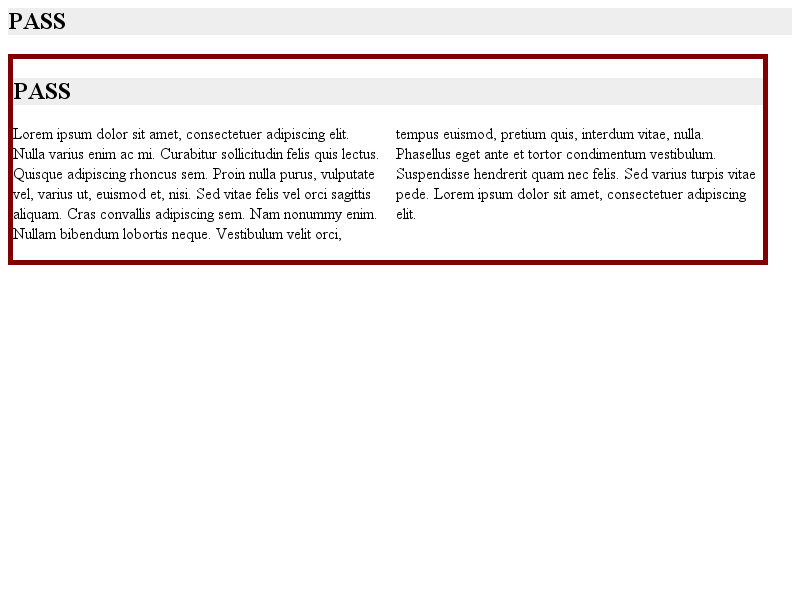 PASS
PASS
Lorem ipsum dolor sit amet, consectetuer adipiscing elit.
Nulla varius enim ac mi. Curabitur sollicitudin felis quis lectus.
Quisque adipiscing rhoncus sem. Proin nulla purus, vulputate
vel, varius ut, euismod et, nisi. Sed vitae felis vel orci sagittis
aliquam. Cras convallis adipiscing sem. Nam nonummy enim.
Nullam bibendum lobortis neque. Vestibulum velit orci,
tempus euismod, pretium quis, interdum vitae, nulla.
Phasellus eget ante et tortor condimentum vestibulum.
Suspendisse hendrerit quam nec felis. Sed varius turpis vitae
pede. Lorem ipsum dolor sit amet, consectetuer adipiscing
elit.